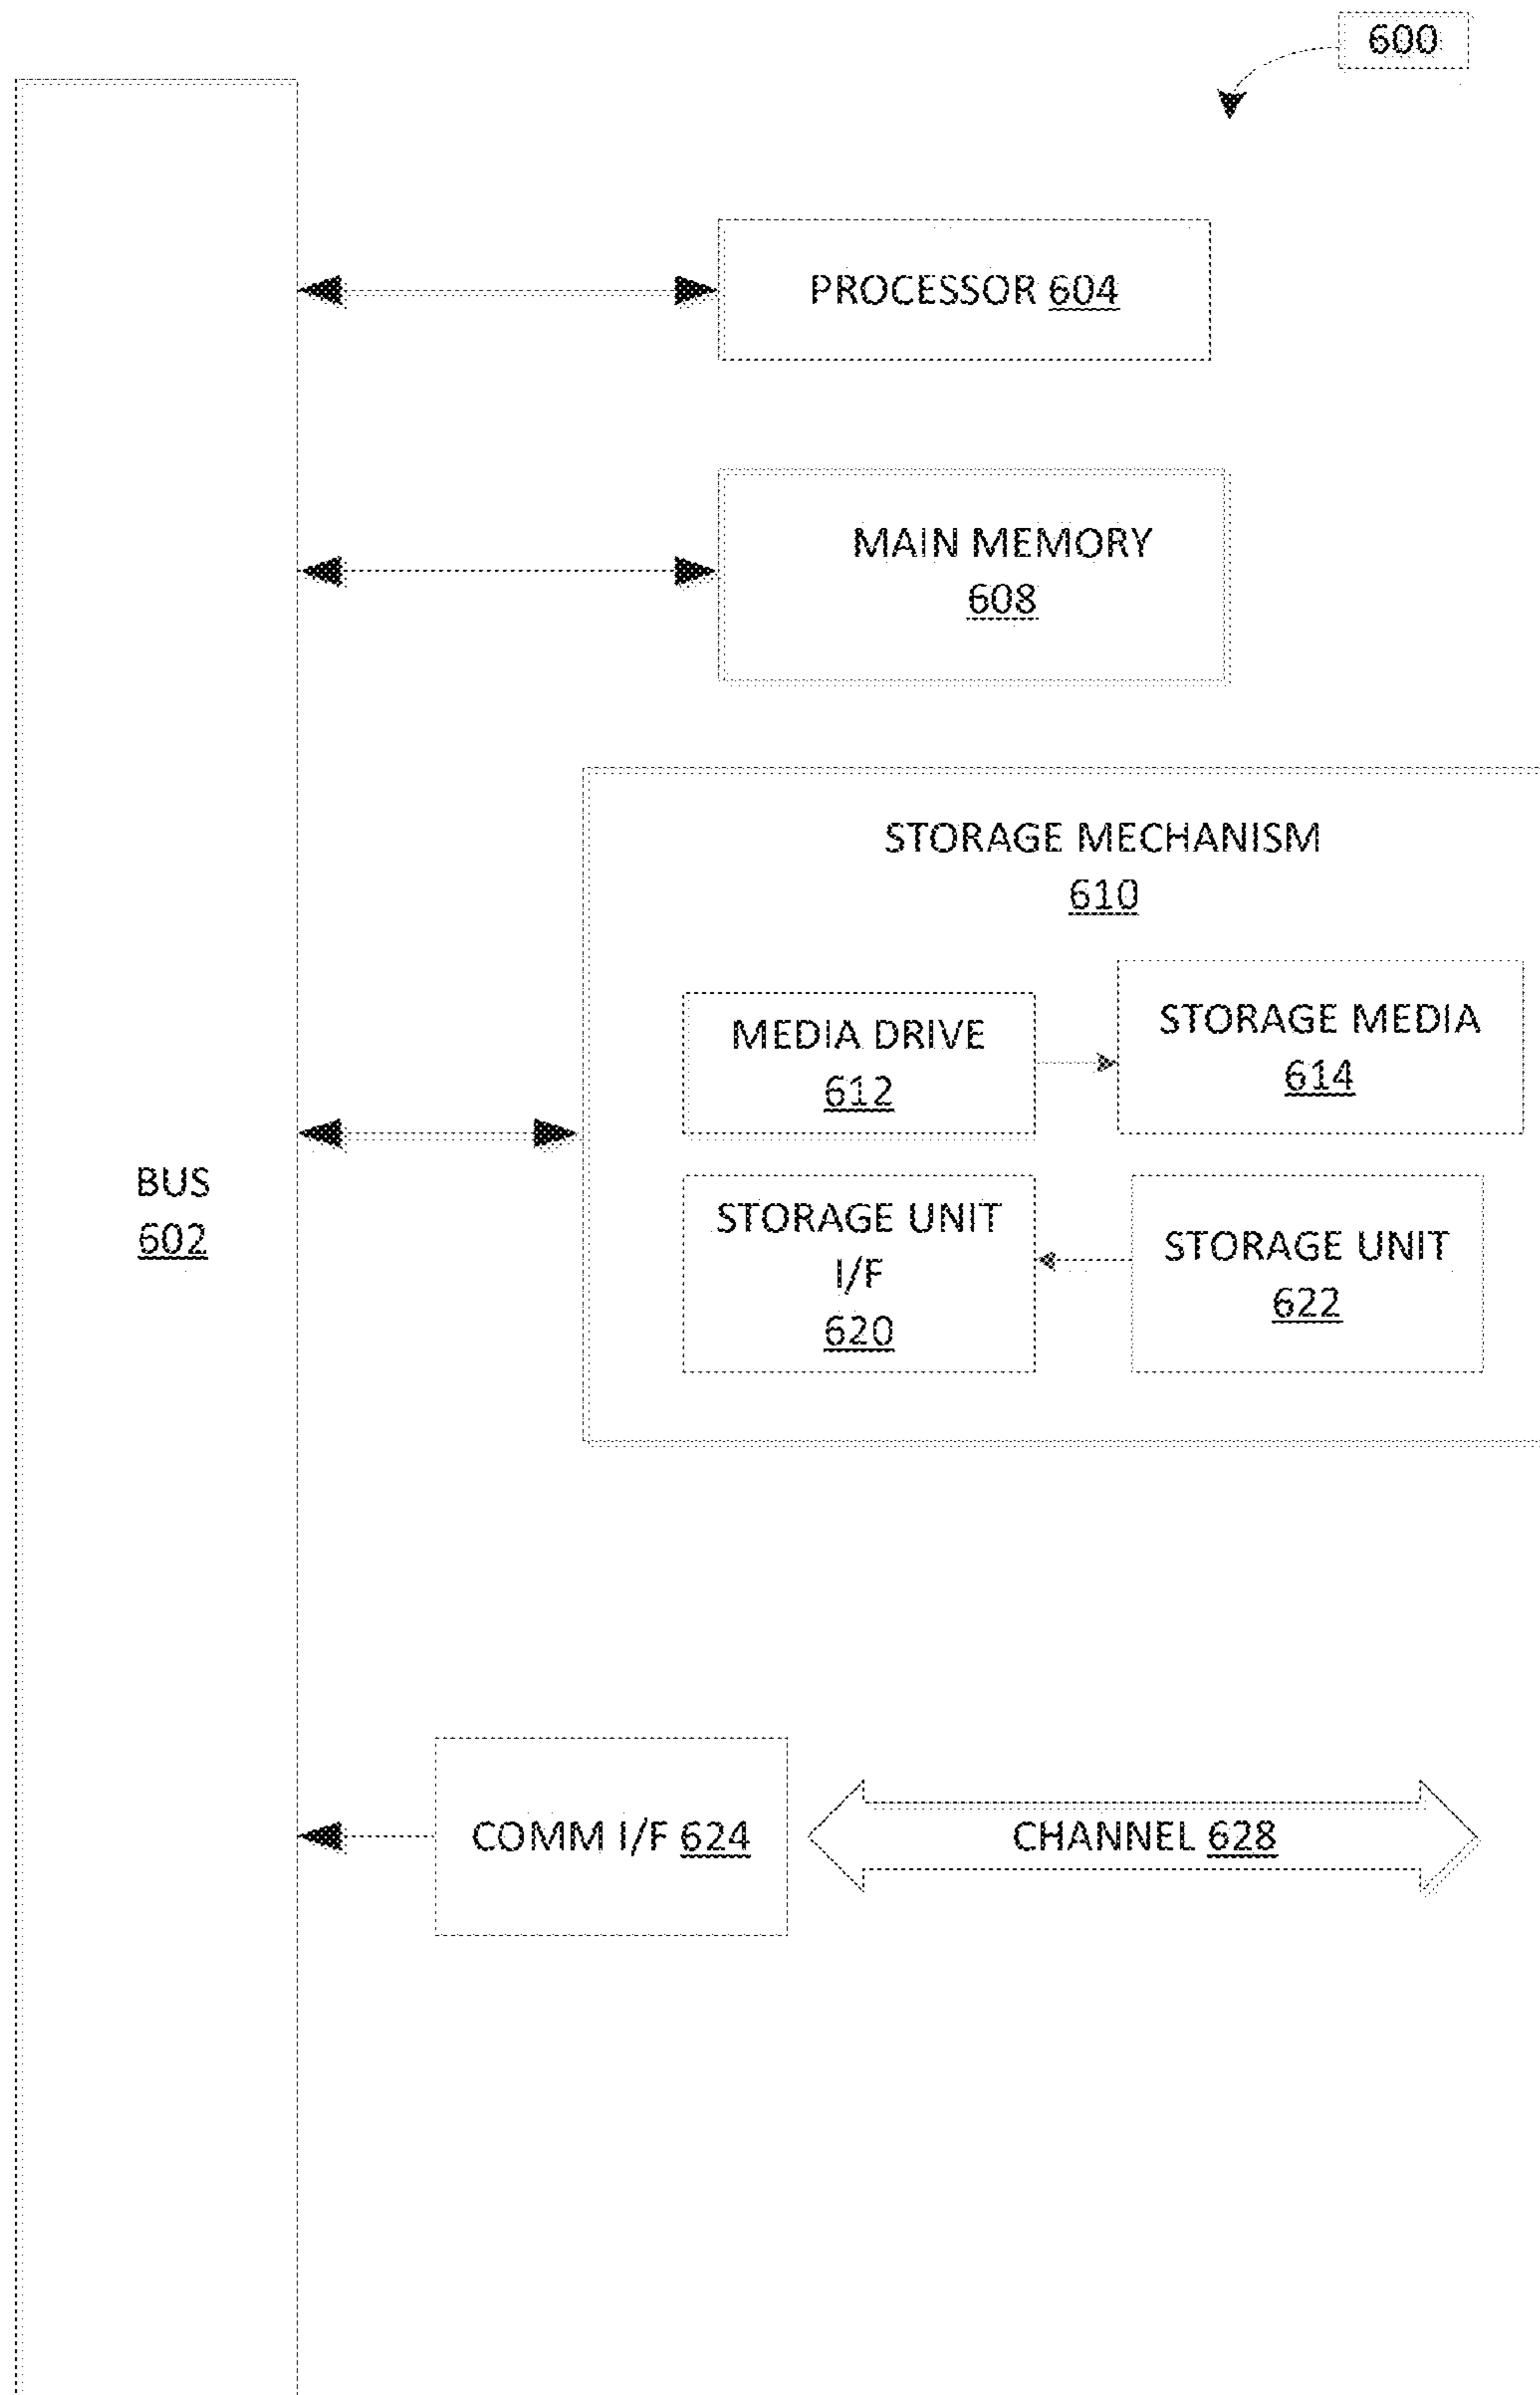 600
PROCESSOR 604
MAIN MEMORY
608
STORAGE MECHANISM
610
MEDIA DRIVE
612
STORAGE MEDIA
614
BUS
602
STORAGE UNIT
I/F
620
STORAGE UNIT
622
COMM I/F 624
CHANNEL 628